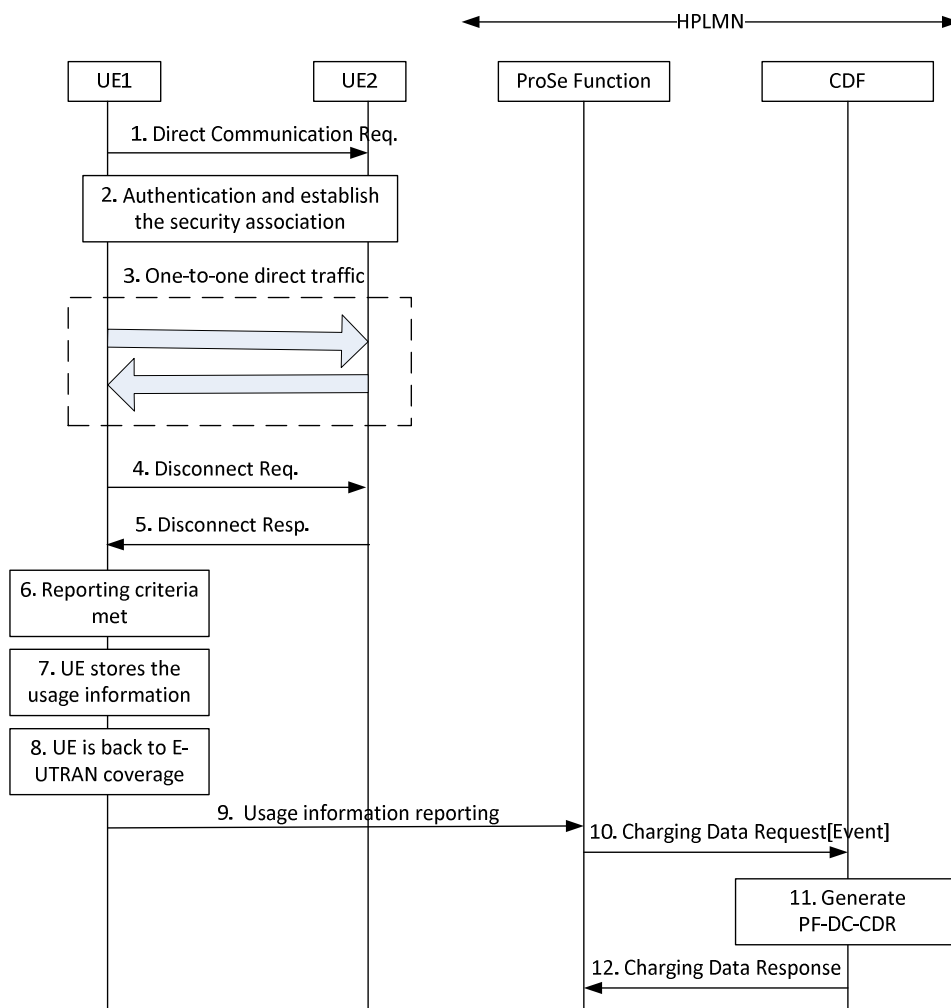 HPLMN
UE1
UE2
ProSe Function
CDF
1. Direct Communication Req.
2. Authentication and establish
the security association
3. One-to-one direct traffic
4. Disconnect Req.
5. Disconnect Resp.
6. Reporting criteria
met
7. UE stores the
usage information
8. UE is back to E-
UTRAN coverage
9. Usage information reporting
10. Charging Data Request[Event]
11. Generate
PF-DC-CDR
12. Charging Data Response